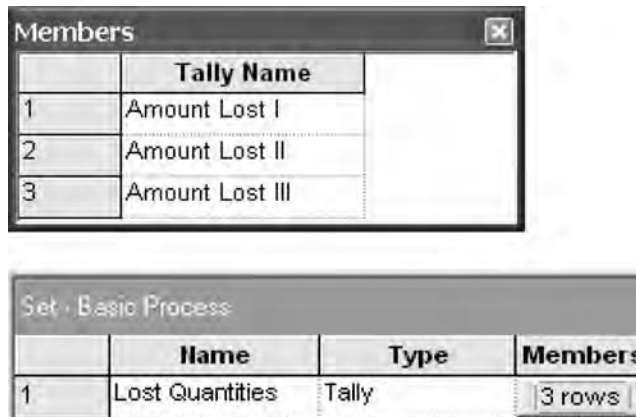 Members
Tally Name
1 Amount Lost I
2 Amount Lost II
3 Amount Lost III
Set - Basic Process
Name Type Members
1 Lost Quantities Tally 3 rows